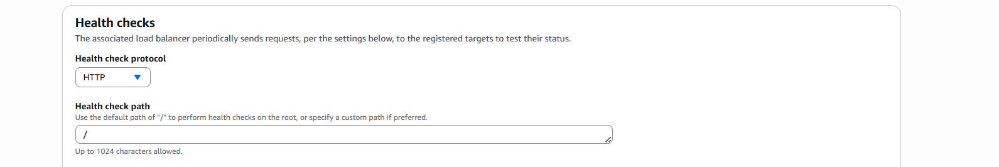 Health checks
The associated load balancer periodically sends requests, per the settings below, to the registered targets to test their status.
Health check protocol
HTTP
Health check path
Use the default path of "/" to perform health checks on the root, or specify a custom path if preferred.
/
Up to 1024 characters allowed.